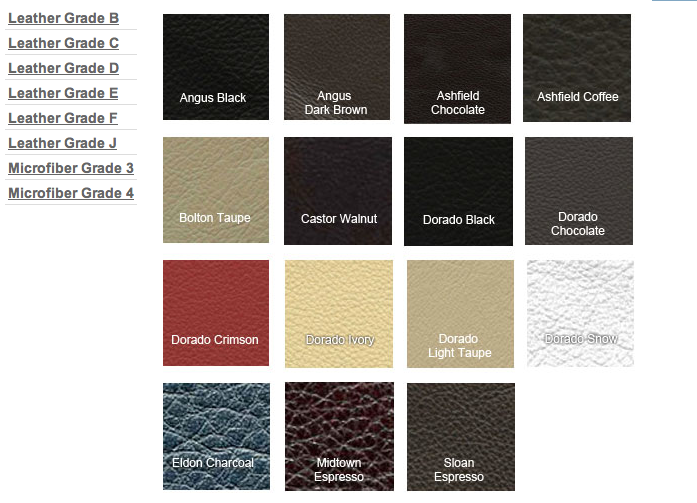 Leather Grade B
Leather Grade C
Leather Grade D
Leather Grade E
Leather Grade F
Leather Grade J
Microfiber Grade 3
Microfiber Grade 4
Angus Black
Angus
Dark Brown
Ashfield
Chocolate
Ashfield Coffee
Bolton Taupe
Castor Walnut
Dorado Black
Dorado
Chocolate
Dorado Crimson
Dorado Ivory
Dorado
Light Taupe
Dorado Snow
Eldon Charcoal
Midtown
Espresso
Sloan
Espresso